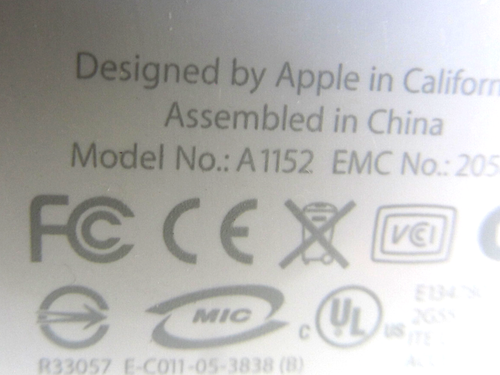 Designed by Apple in Californ
Assembled in China
Model No.: A1152 EMC No.: 205
FC CE VCI
MIC c UL us E134
R33057 E-C011-05-3838 (B)